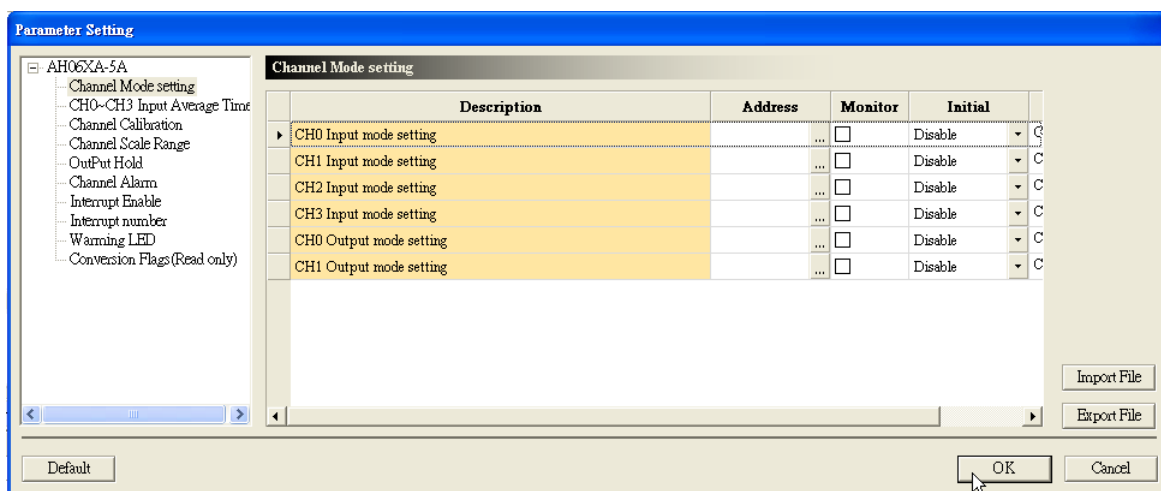 Parameter Setting
AH06XA-5A
Channel Mode setting
CH0~CH3 Input Average Time
Channel Calibration
Channel Scale Range
OutPut Hold
Channel Alarm
Interrupt Enable
Interrupt number
Warming LED
Conversion Flags(Read only)
Channel Mode setting
Description Address Monitor Initial
CH0 Input mode setting ... Disable C
CH1 Input mode setting ... Disable C
CH2 Input mode setting ... Disable C
CH3 Input mode setting ... Disable C
CH0 Output mode setting ... Disable C
CH1 Output mode setting ... Disable C
Import File
Export File
Default OK Cancel